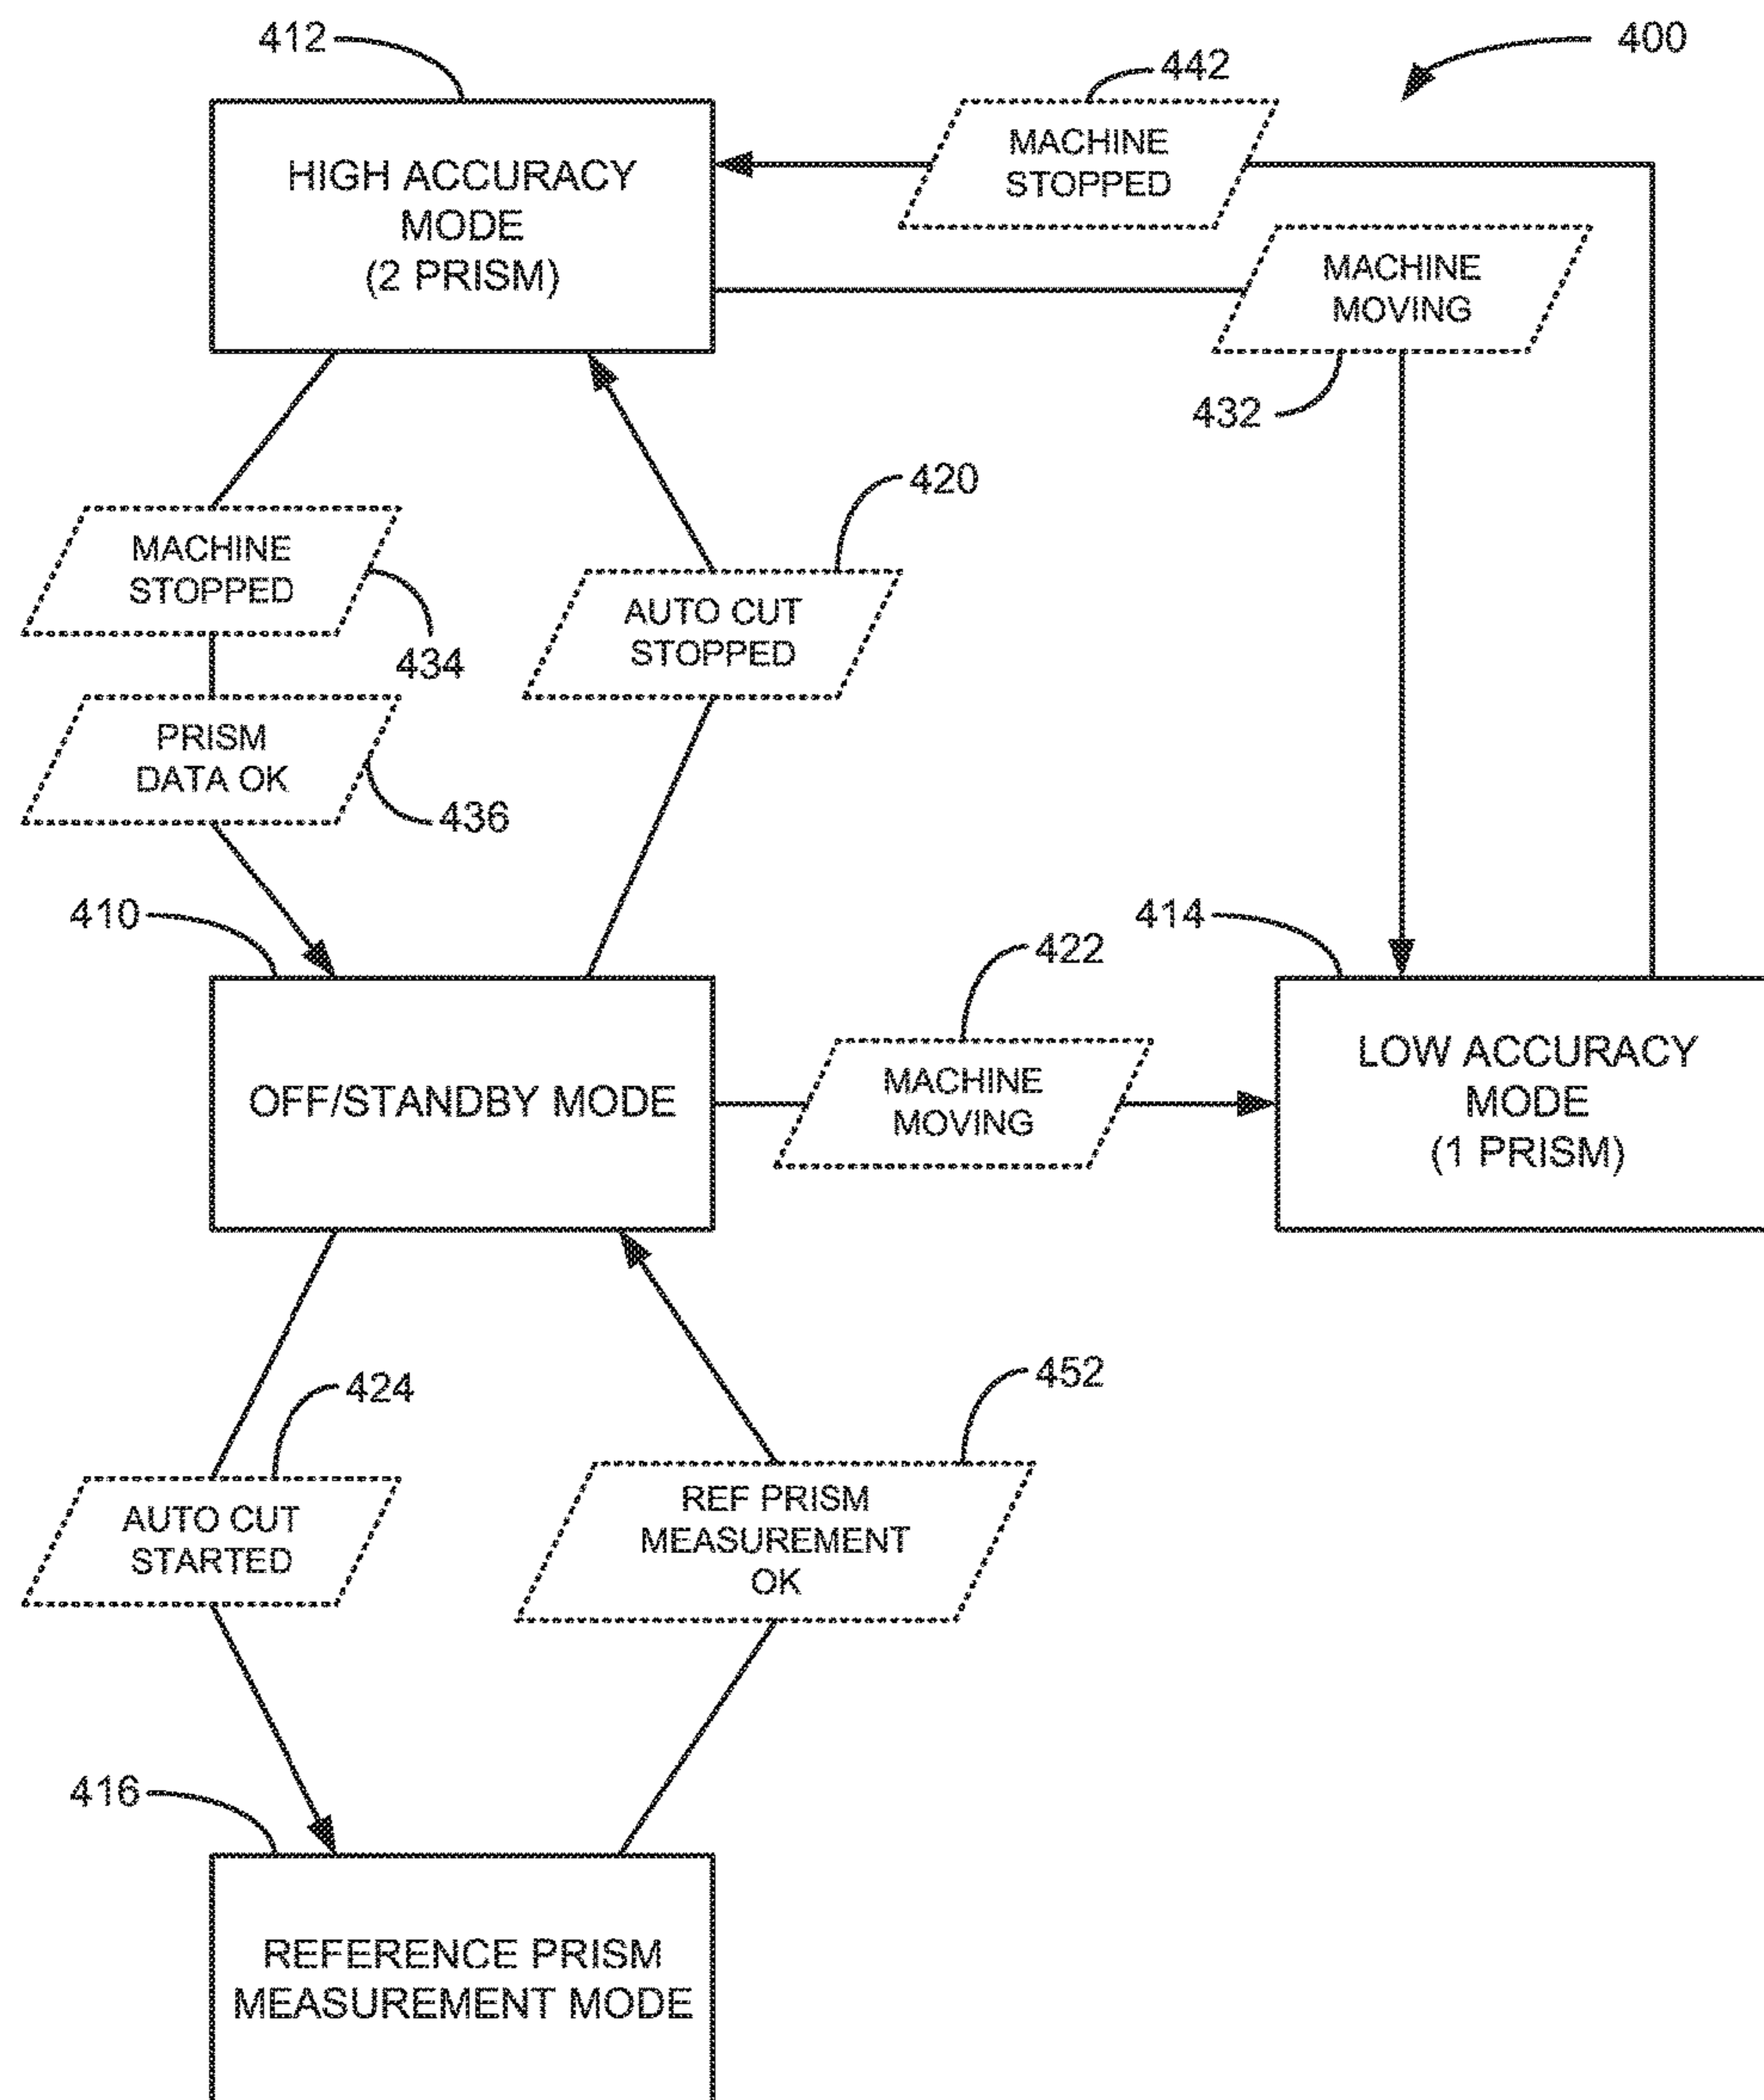 412
400
442
MACHINE
STOPPED
HIGH ACCURACY
MODE
(2 PRISM)
MACHINE
MOVING
432
420
MACHINE
STOPPED
434
AUTO CUT
STOPPED
PRISM
DATA OK
436
410
414
422
OFF/STANDBY MODE
MACHINE
MOVING
LOW ACCURACY
MODE
(1 PRISM)
424
452
AUTO CUT
STARTED
REF PRISM
MEASUREMENT
OK
416
REFERENCE PRISM
MEASUREMENT MODE